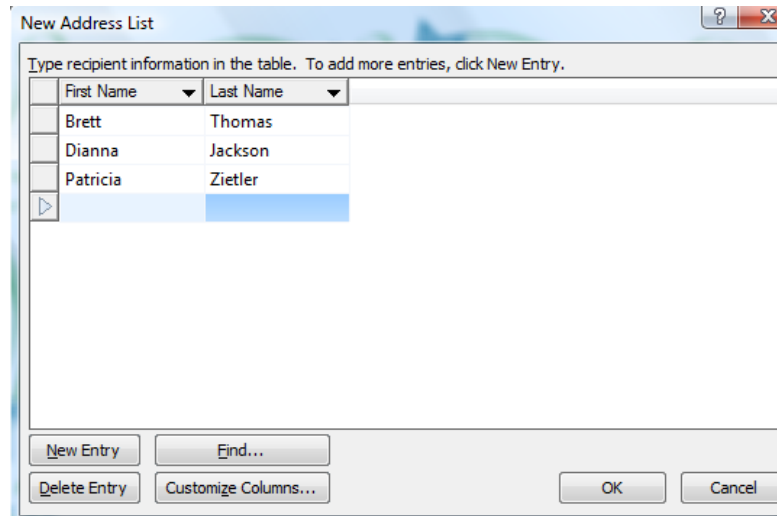 New Address List
Type recipient information in the table. To add more entries, click New Entry.
First Name Last Name
Brett Thomas
Dianna Jackson
Patricia Zietler
New Entry Find...
Delete Entry Customize Columns... OK Cancel